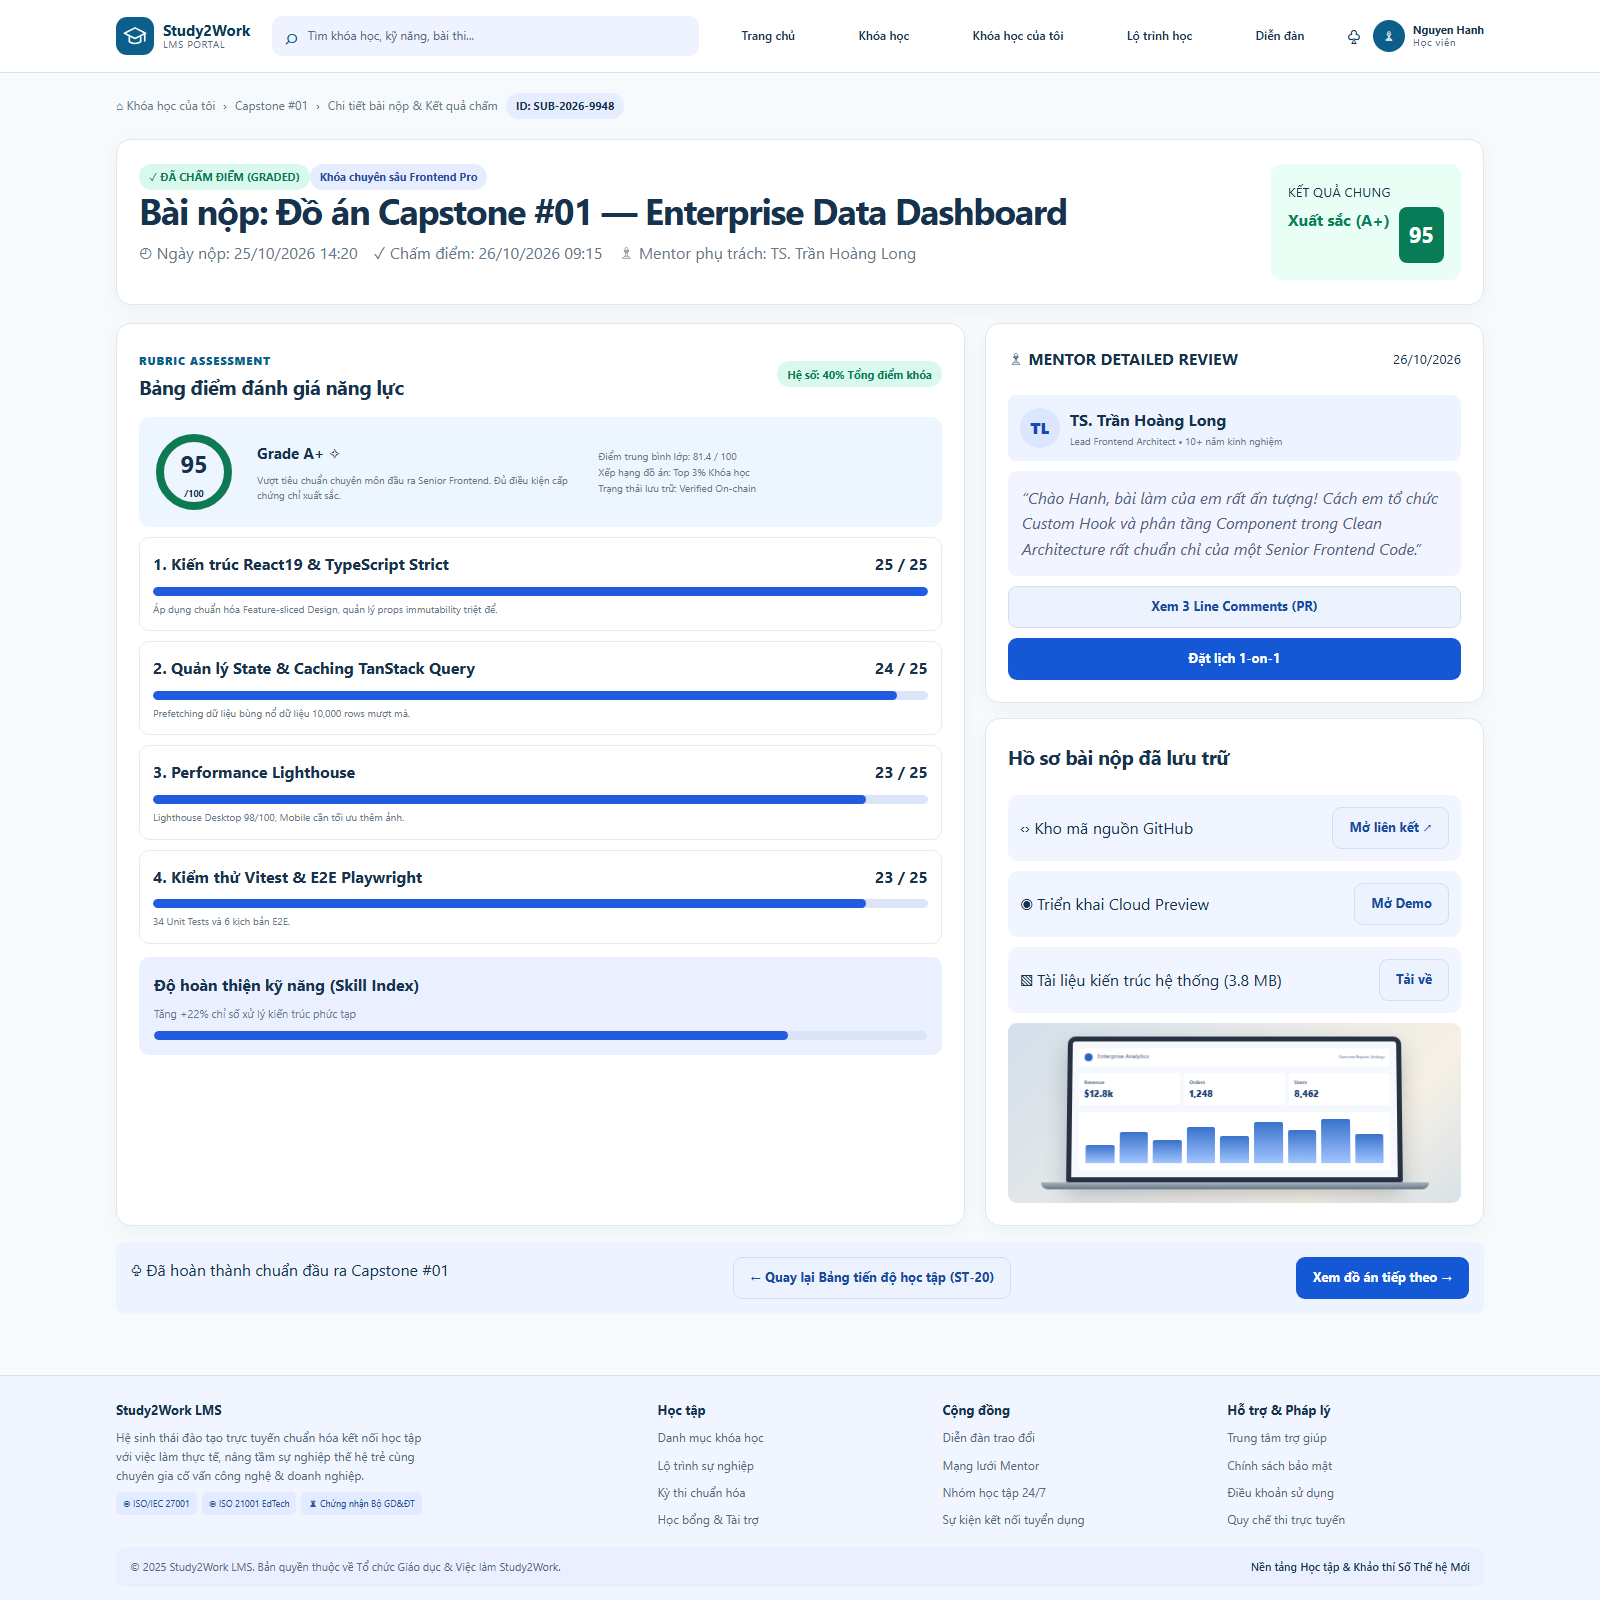 Study2Work
LMS PORTAL
Tìm khóa học, kỹ năng, bài thi...
Trang chủ
Khóa học
Khóa học của tôi
Lộ trình học
Diễn đàn
Nguyen Hanh
Học viên
Khóa học của tôi › Capstone #01 › Chi tiết bài nộp & Kết quả chấm
ID: SUB-2026-9948
✓ ĐÃ CHẤM ĐIỂM (GRADED)
Khóa chuyên sâu Frontend Pro
Bài nộp: Đồ án Capstone #01 — Enterprise Data Dashboard
Ngày nộp: 25/10/2026 14:20 ✓ Chấm điểm: 26/10/2026 09:15 Mentor phụ trách: TS. Trần Hoàng Long
KẾT QUẢ CHUNG
Xuất sắc (A+)
95
RUBRIC ASSESSMENT
Bảng điểm đánh giá năng lực
Hệ số: 40% Tổng điểm khóa
95
/100
Grade A+ ✧
Vượt tiêu chuẩn chuyên môn đầu ra Senior Frontend. Đủ điều kiện cấp
chứng chỉ xuất sắc.
Điểm trung bình lớp: 81.4 / 100
Xếp hạng đồ án: Top 3% Khóa học
Trạng thái lưu trữ: Verified On-chain
1. Kiến trúc React19 & TypeScript Strict
25 / 25
Áp dụng chuẩn hóa Feature-sliced Design, quản lý props immutability triệt để.
2. Quản lý State & Caching TanStack Query
24 / 25
Prefetching dữ liệu bùng nổ dữ liệu 10,000 rows mượt mà.
3. Performance Lighthouse
23 / 25
Lighthouse Desktop 98/100, Mobile cần tối ưu thêm ảnh.
4. Kiểm thử Vitest & E2E Playwright
23 / 25
34 Unit Tests và 6 kịch bản E2E.
Độ hoàn thiện kỹ năng (Skill Index)
Tăng +22% chỉ số xử lý kiến trúc phức tạp
MENTOR DETAILED REVIEW
26/10/2026
TL
TS. Trần Hoàng Long
Lead Frontend Architect • 10+ năm kinh nghiệm
“Chào Hanh, bài làm của em rất ấn tượng! Cách em tổ chức
Custom Hook và phân tầng Component trong Clean
Architecture rất chuẩn chỉ của một Senior Frontend Code.”
Xem 3 Line Comments (PR)
Đặt lịch 1-on-1
Hồ sơ bài nộp đã lưu trữ
‹› Kho mã nguồn GitHub
Mở liên kết ↗
◉ Triển khai Cloud Preview
Mở Demo
▧ Tài liệu kiến trúc hệ thống (3.8 MB)
Tải về
Enterprise Analytics
Overview Reports Settings
Revenue
$12.8k
Orders
1,248
Users
8,462
Đã hoàn thành chuẩn đầu ra Capstone #01
← Quay lại Bảng tiến độ học tập (ST-20)
Xem đồ án tiếp theo →
Study2Work LMS
Hệ sinh thái đào tạo trực tuyến chuẩn hóa kết nối học tập
với việc làm thực tế, nâng tầm sự nghiệp thế hệ trẻ cùng
chuyên gia cố vấn công nghệ & doanh nghiệp.
ISO/IEC 27001
ISO 21001 EdTech
Chứng nhận Bộ GD&ĐT
Học tập
Danh mục khóa học
Lộ trình sự nghiệp
Kỳ thi chuẩn hóa
Học bổng & Tài trợ
Cộng đồng
Diễn đàn trao đổi
Mạng lưới Mentor
Nhóm học tập 24/7
Sự kiện kết nối tuyển dụng
Hỗ trợ & Pháp lý
Trung tâm trợ giúp
Chính sách bảo mật
Điều khoản sử dụng
Quy chế thi trực tuyến
© 2025 Study2Work LMS. Bản quyền thuộc về Tổ chức Giáo dục & Việc làm Study2Work.
Nền tảng Học tập & Khảo thí Số Thế hệ Mới